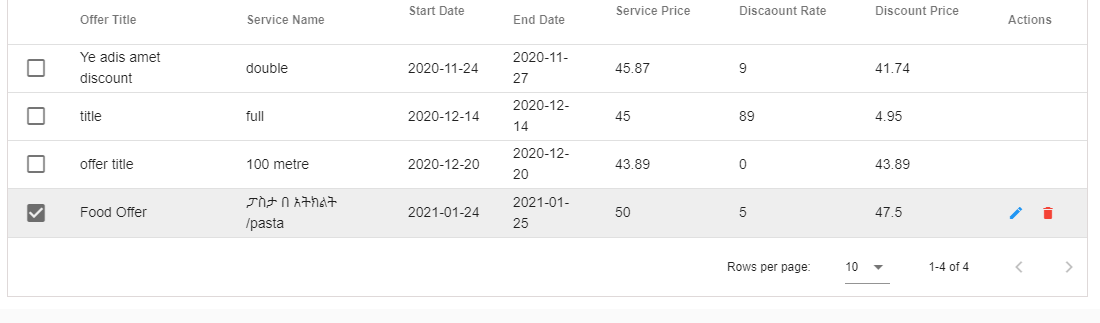 Offer Title Service Name Start Date End Date Service Price Discaount Rate Discount Price Actions
Ye adis amet
discount
double 2020-11-24
2020-11-
27
45.87 9 41.74
title full 2020-12-14
2020-12-
14
45 89 4.95
offer title 100 metre 2020-12-20
2020-12-
20
43.89 0 43.89
Food Offer
ፓስታ በ አትክልት
/pasta
2021-01-24
2021-01-
25
50 5 47.5
Rows per page: 10 1-4 of 4